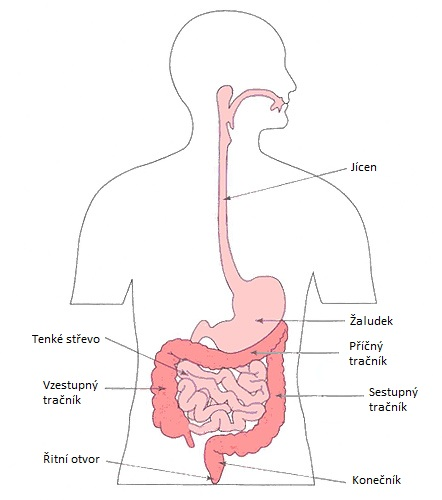 Jícen
Žaludek
Tenké střevo
Příčný
tračník
Vzestupný
tračník
Sestupný
tračník
Řitní otvor
Konečník